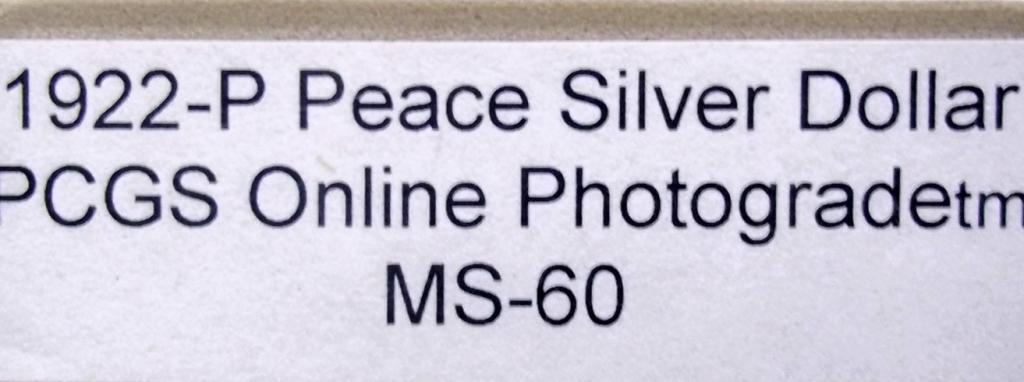 1922-P Peace Silver Dollar
PCGS Online Photogradetm
MS-60